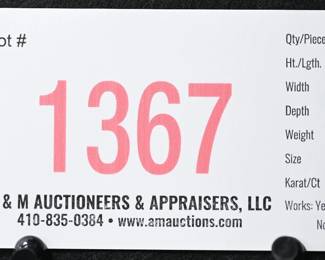 ot #
1367
& M AUCTIONEERS & APPRAISERS, LLC
410-835-0384 • www.amauctions.com
Qty/Piece
Ht./Lgth.
Width
Depth
Weight
Size
Karat/Ct
Works: Ye
No